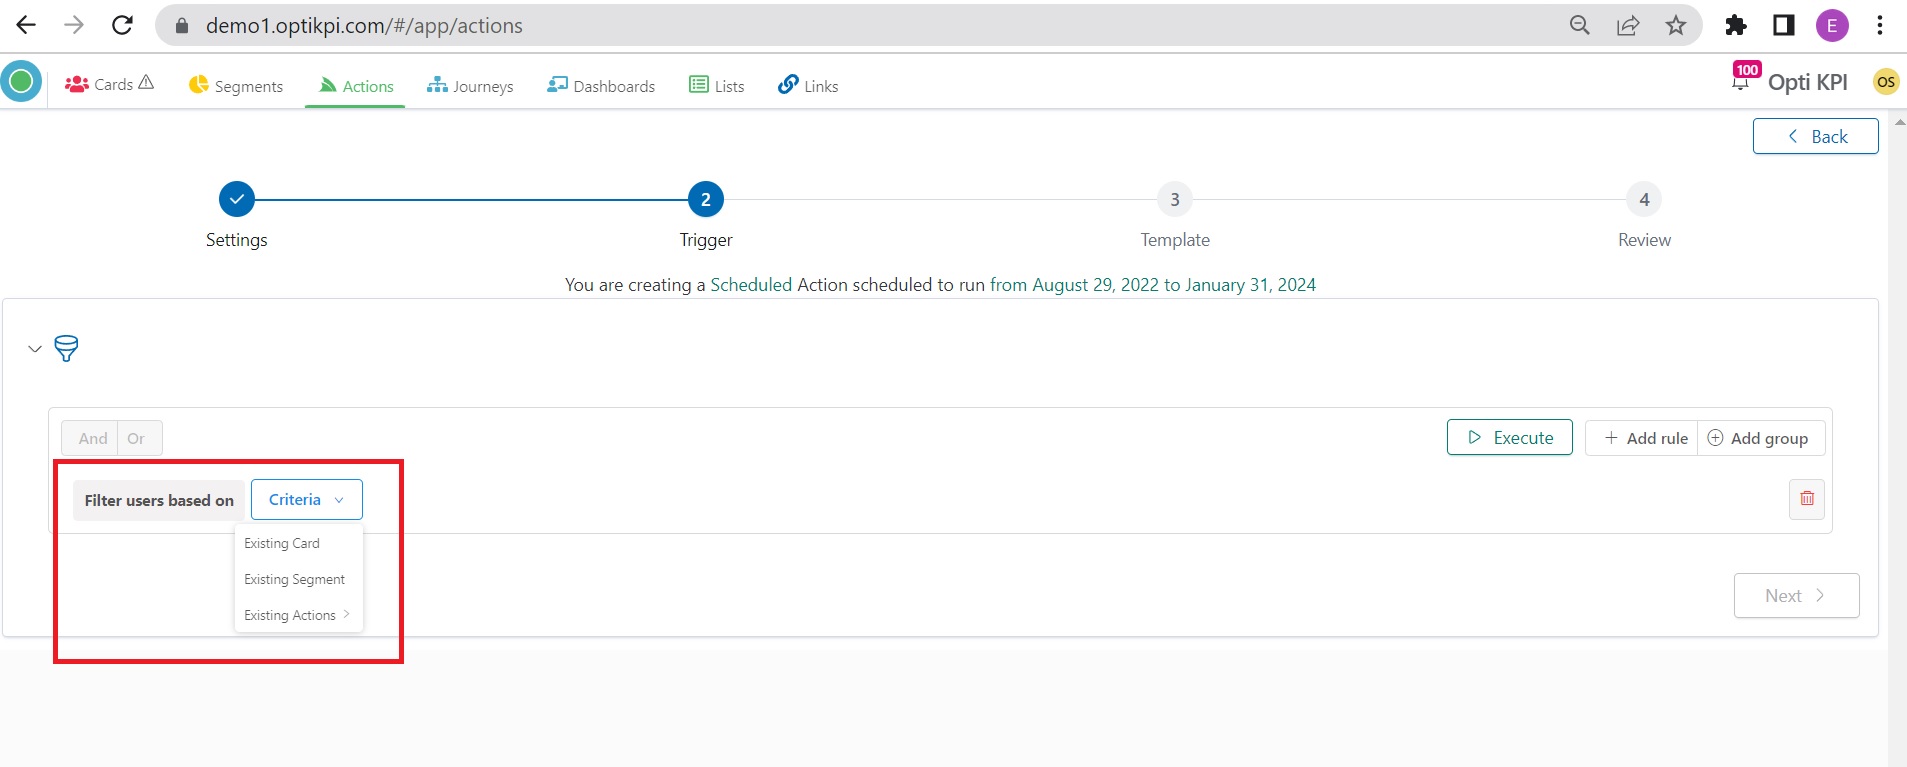 demo1.optikpi.com/#/app/actions
E
Cards Segments Actions Journeys Dashboards Lists Links
100
Opti KPI
OS
Back
2 3 4
Settings Trigger Template Review
You are creating a Scheduled Action scheduled to run from August 29, 2022 to January 31, 2024
And Or
Execute Add rule Add group
Filter users based on Criteria
Existing Card
Existing Segment
Existing Actions
Next